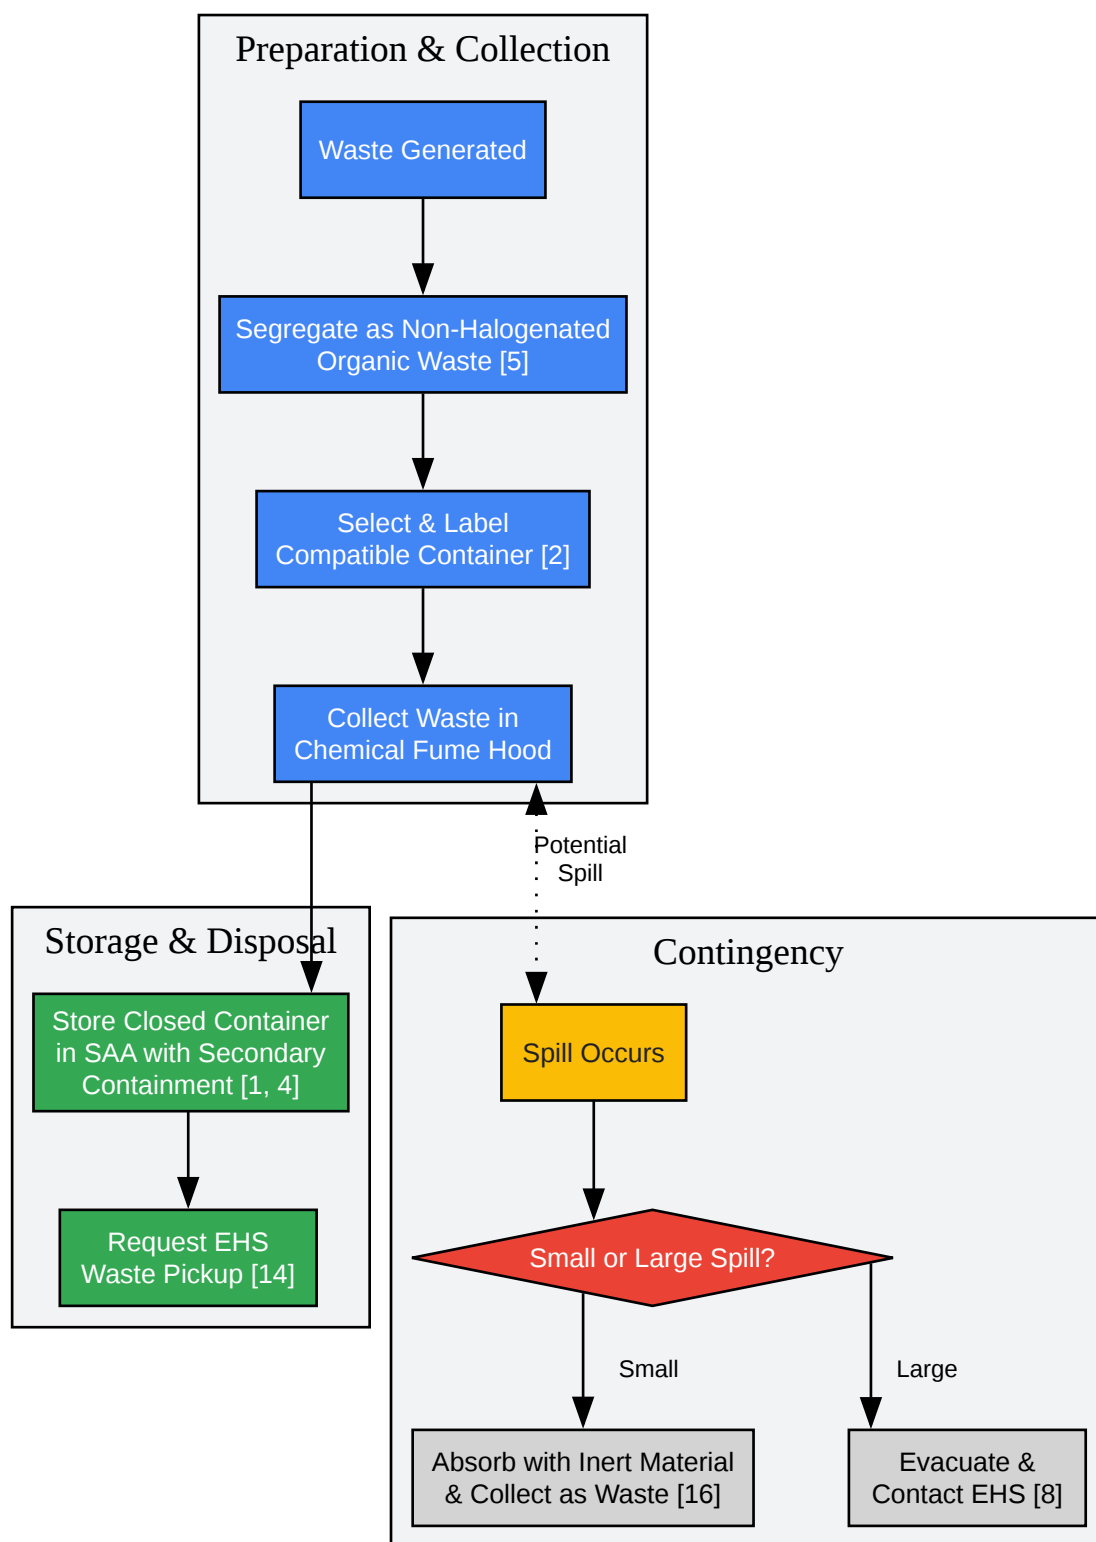 Preparation & Collection
Waste Generated
Segregate as Non-Halogenated
Organic Waste [5]
Select & Label
Compatible Container [2]
Collect Waste in
Chemical Fume Hood
Potential
Spill
Storage & Disposal
Store Closed Container
in SAA with Secondary
Containment [1, 4]
Request EHS
Waste Pickup [14]
Contingency
Spill Occurs
Small or Large Spill?
Small
Large
Absorb with Inert Material
& Collect as Waste [16]
Evacuate &
Contact EHS [8]